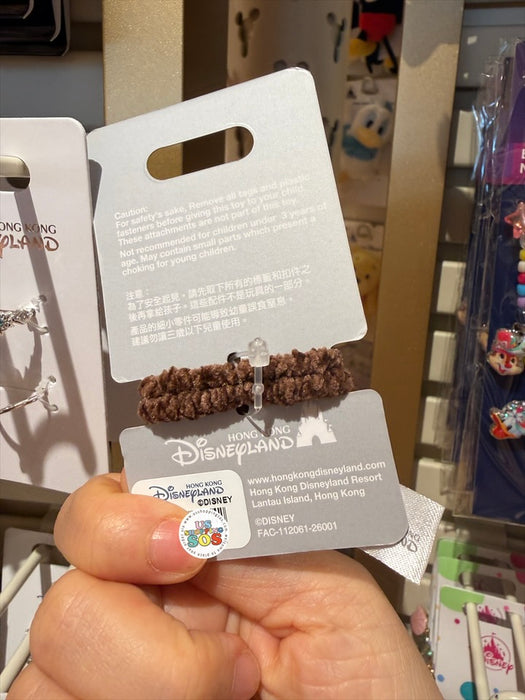 Caution:
For safety's sake, Remove all tags and plastic
fasteners before giving this toy to your child.
These attachments are not part of this toy.
Not recommended for children under 3 years of
age. May contain small parts which present a
choking for young children.
注意：
為了安全起見，請先取下所有的標籤和扣件之
後再拿給孩子。這些配件不是玩具的一部分。
產品的細小零件可能導致幼童誤食窒息。
建議勿讓三歲以下兒童使用。
HONG KONG
DISNEYLAND
HONG KONG
DISNEYLAND
www.hongkongdisneyland.com
Hong Kong Disneyland Resort
Lantau Island, Hong Kong
©DISNEY
FAC-112061-26001
HONG KONG
DISNEYLAND
©DISNEY
US
SHOPPING
SOS
Disney